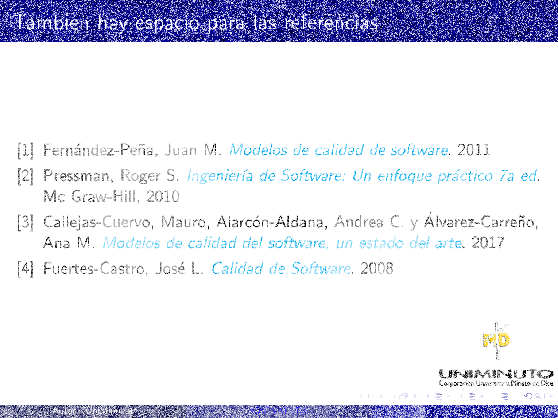 También hay espacio para las referencias
[1] Fernández-Peña, Juan M. Modelos de calidad de software. 2011
[2] Pressman, Roger S. Ingeniería de Software: Un enfoque práctico 7a ed.
Mc Graw-Hill, 2010
[3] Callejas-Cuervo, Mauro, Alarcón-Aldana, Andrea C. y Álvarez-Carreño,
Ana M. Modelos de calidad del software, un estado del arte. 2017
[4] Fuertes-Castro, José L. Calidad de Software. 2008
MD
UNIMINUTO
Corporación Universitaria Minuto de Dios